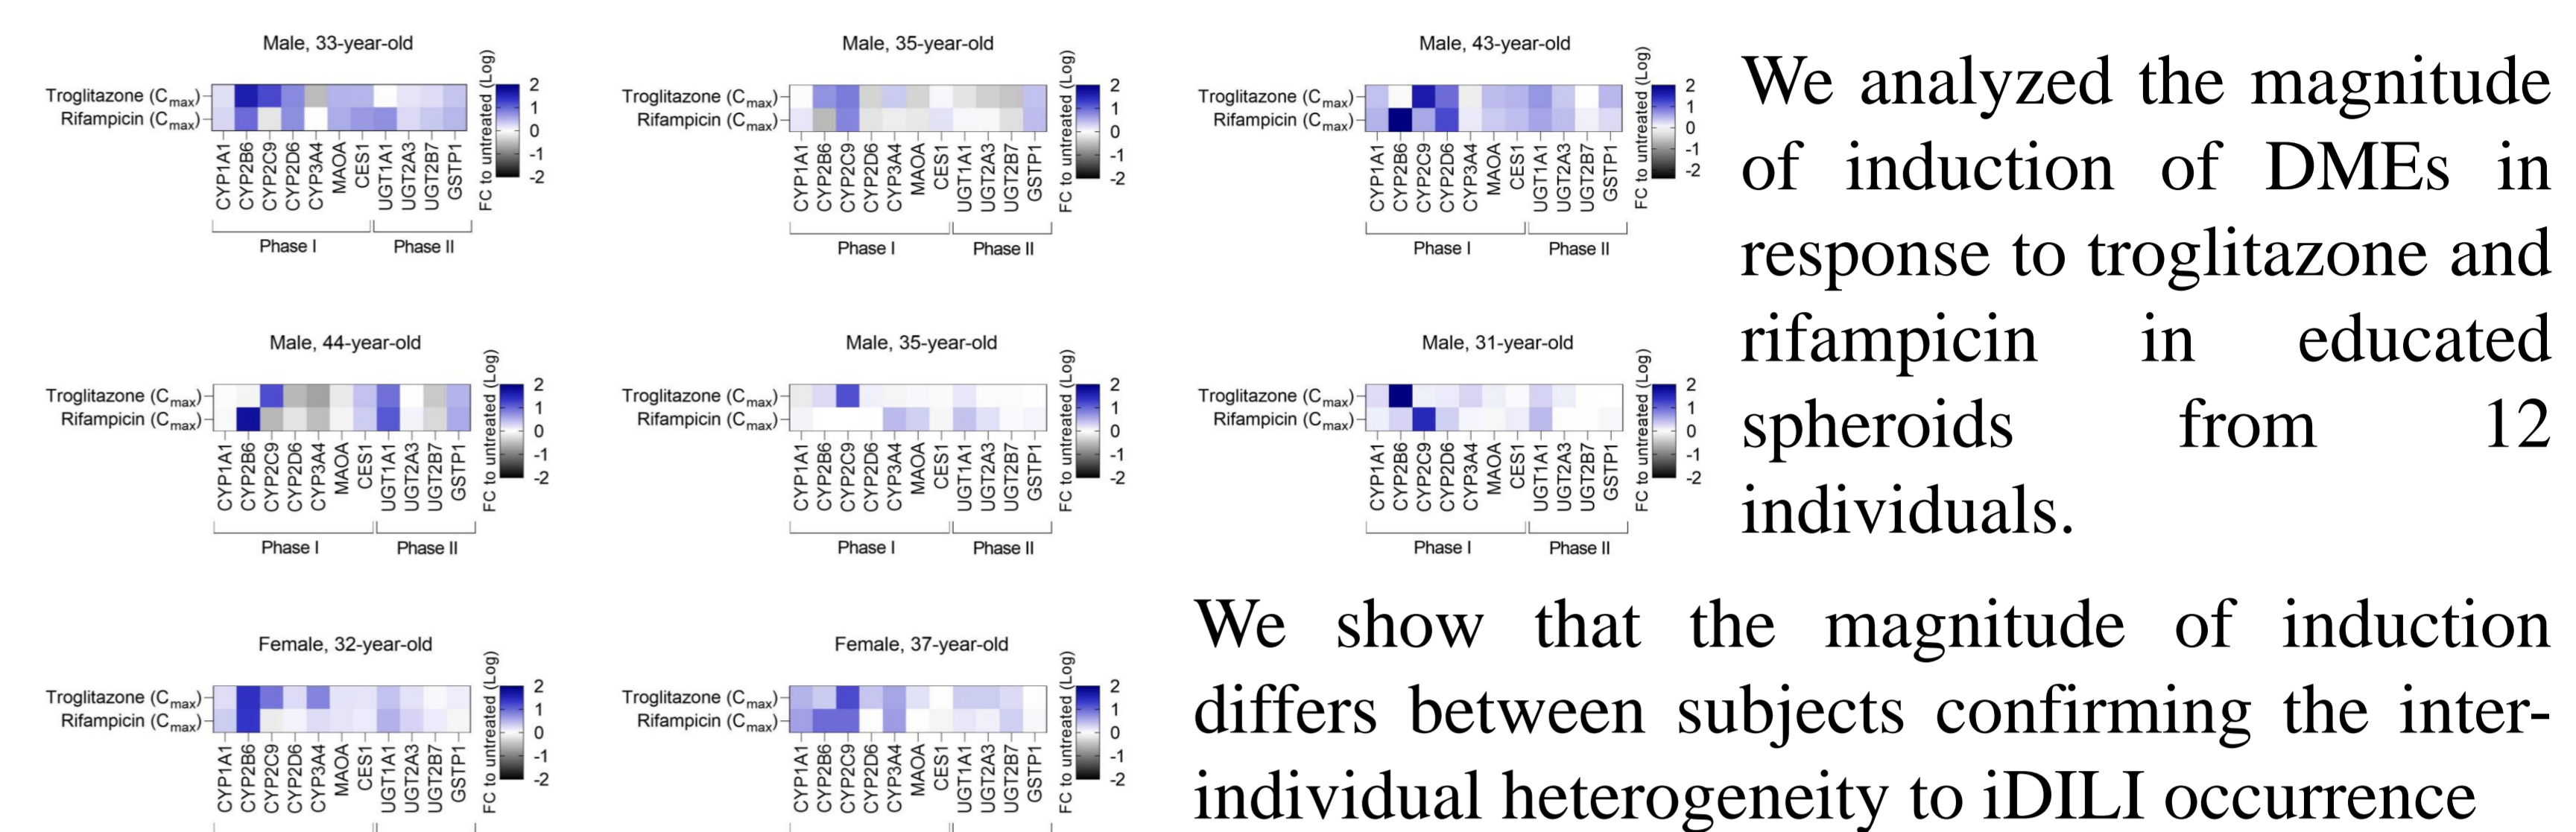 Male, 33-year-old
Troglitazone (Cmax)
Rifampicin (Cmax)
CYP1A1
CYP2B6
CYP2C9
CYP2D6
CYP3A4
MAOA
CES1
UGT1A1
UGT2A3
UGT2B7
GSTP1
Phase I
Phase II
FC to untreated (Log)
2
1
0
-1
-2
Male, 35-year-old
Troglitazone (Cmax)
Rifampicin (Cmax)
CYP1A1
CYP2B6
CYP2C9
CYP2D6
CYP3A4
MAOA
CES1
UGT1A1
UGT2A3
UGT2B7
GSTP1
Phase I
Phase II
FC to untreated (Log)
2
1
0
-1
-2
Male, 43-year-old
Troglitazone (Cmax)
Rifampicin (Cmax)
CYP1A1
CYP2B6
CYP2C9
CYP2D6
CYP3A4
MAOA
CES1
UGT1A1
UGT2A3
UGT2B7
GSTP1
Phase I
Phase II
FC to untreated (Log)
2
1
0
-1
-2
We analyzed the magnitude
of induction of DMEs in
response to troglitazone and
rifampicin in educated
spheroids from 12
individuals.
Male, 44-year-old
Troglitazone (Cmax)
Rifampicin (Cmax)
CYP1A1
CYP2B6
CYP2C9
CYP2D6
CYP3A4
MAOA
CES1
UGT1A1
UGT2A3
UGT2B7
GSTP1
Phase I
Phase II
FC to untreated (Log)
2
1
0
-1
-2
Male, 35-year-old
Troglitazone (Cmax)
Rifampicin (Cmax)
CYP1A1
CYP2B6
CYP2C9
CYP2D6
CYP3A4
MAOA
CES1
UGT1A1
UGT2A3
UGT2B7
GSTP1
Phase I
Phase II
FC to untreated (Log)
2
1
0
-1
-2
Male, 31-year-old
Troglitazone (Cmax)
Rifampicin (Cmax)
CYP1A1
CYP2B6
CYP2C9
CYP2D6
CYP3A4
MAOA
CES1
UGT1A1
UGT2A3
UGT2B7
GSTP1
Phase I
Phase II
FC to untreated (Log)
2
1
0
-1
-2
Female, 32-year-old
Troglitazone (Cmax)
Rifampicin (Cmax)
CYP1A1
CYP2B6
CYP2C9
CYP2D6
CYP3A4
MAOA
CES1
UGT1A1
UGT2A3
UGT2B7
GSTP1
FC to untreated (Log)
2
1
0
-1
-2
Female, 37-year-old
Troglitazone (Cmax)
Rifampicin (Cmax)
CYP1A1
CYP2B6
CYP2C9
CYP2D6
CYP3A4
MAOA
CES1
UGT1A1
UGT2A3
UGT2B7
GSTP1
FC to untreated (Log)
2
1
0
-1
-2
We show that the magnitude of induction
differs between subjects confirming the inter-
individual heterogeneity to iDILI occurrence